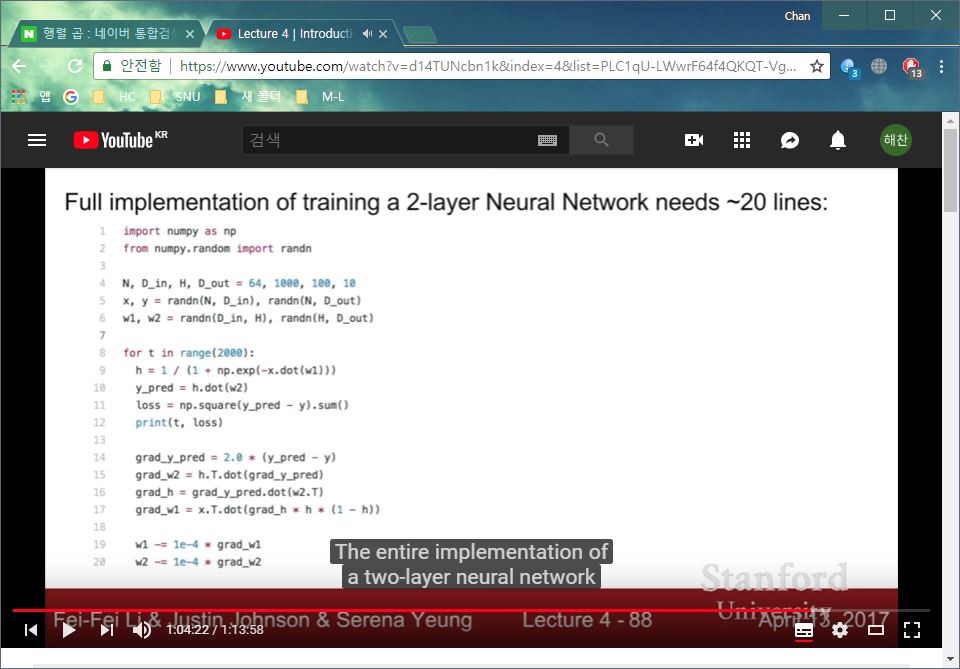 Chan
행렬 곱 : 네이버 통합검색
Lecture 4 | Introducti
안전함 https://www.youtube.com/watch?v=d14TUNcbn1k&index=4&list=PLC1qU-LWwrF64f4QKQT-Vg...
3
13
앱 HC SNU 새 폴더 M-L
YouTube KR
검색
해찬
Full implementation of training a 2-layer Neural Network needs ~20 lines:
1 import numpy as np
2 from numpy.random import randn
3
4 N, D_in, H, D_out = 64, 1000, 100, 10
5 x, y = randn(N, D_in), randn(N, D_out)
6 w1, w2 = randn(D_in, H), randn(H, D_out)
7
8 for t in range(2000):
9 h = 1 / (1 + np.exp(-x.dot(w1)))
10 y_pred = h.dot(w2)
11 loss = np.square(y_pred - y).sum()
12 print(t, loss)
13
14 grad_y_pred = 2.0 * (y_pred - y)
15 grad_w2 = h.T.dot(grad_y_pred)
16 grad_h = grad_y_pred.dot(w2.T)
17 grad_w1 = x.T.dot(grad_h * h * (1 - h))
18
19 w1 -= 1e-4 * grad_w1
20 w2 -= 1e-4 * grad_w2
The entire implementation of
a two-layer neural network
Stanford
University
Fei-Fei Li & Justin Johnson & Serena Yeung Lecture 4 - 88 April 13, 2017
1:04:22 / 1:13:58